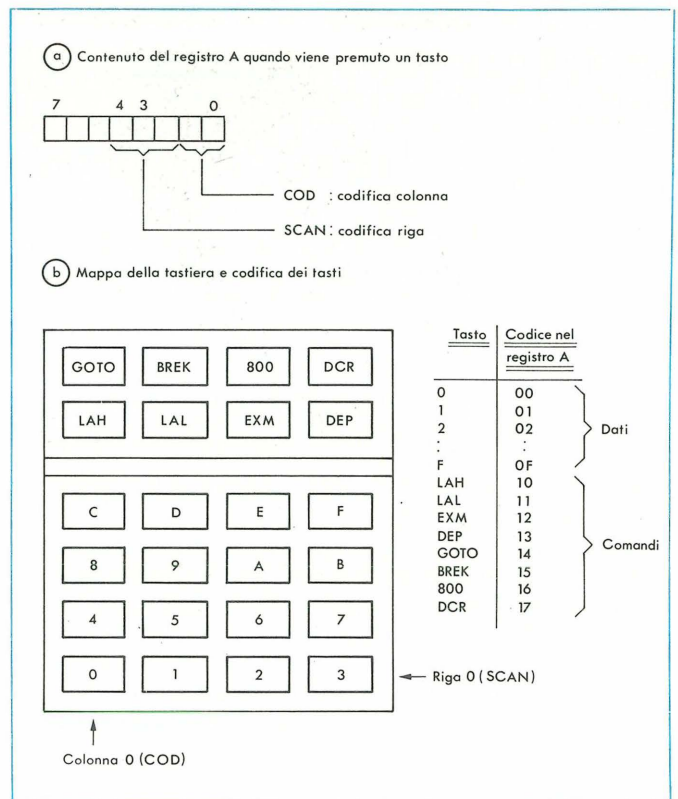 a Contenuto del registro A quando viene premuto un tasto
7 4 3 0
COD : codifica colonna
SCAN : codifica riga
b Mappa della tastiera e codifica dei tasti
GOTO BREK 800 DCR
LAH LAL EXM DEP
C D E F
8 9 A B
4 5 6 7
0 1 2 3
Riga 0 (SCAN)
Colonna 0 (COD)
Tasto Codice nel
registro A
0 00
1 01
2 02 Dati
: :
F 0F
LAH 10
LAL 11
EXM 12
DEP 13 Comandi
GOTO 14
BREK 15
800 16
DCR 17